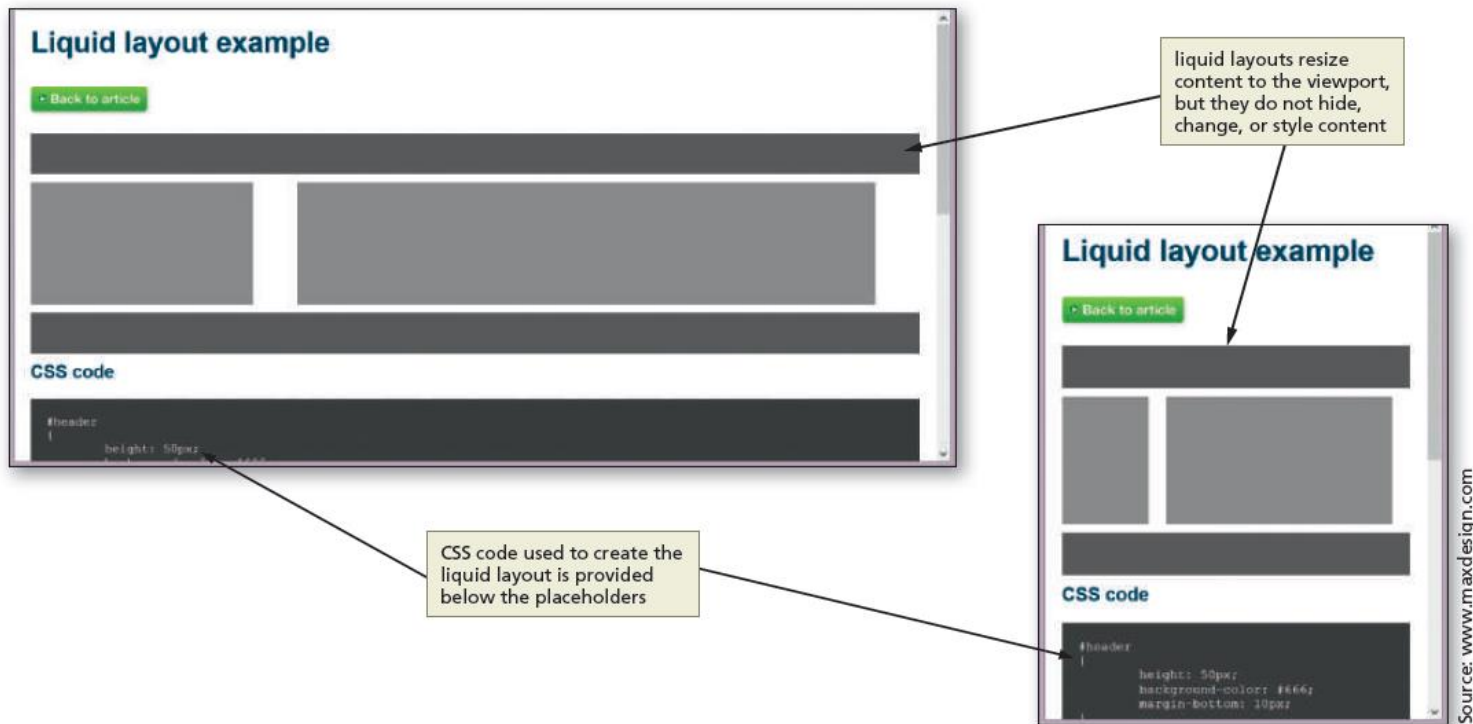 Liquid layout example
Back to article
CSS code
#header
{
height: 50px;
liquid layouts resize
content to the viewport,
but they do not hide,
change, or style content
CSS code used to create the
liquid layout is provided
below the placeholders
Liquid layout example
Back to article
CSS code
#header
{
height: 50px;
background-color: #666;
margin-bottom: 10px;
Source: www.maxdesign.com